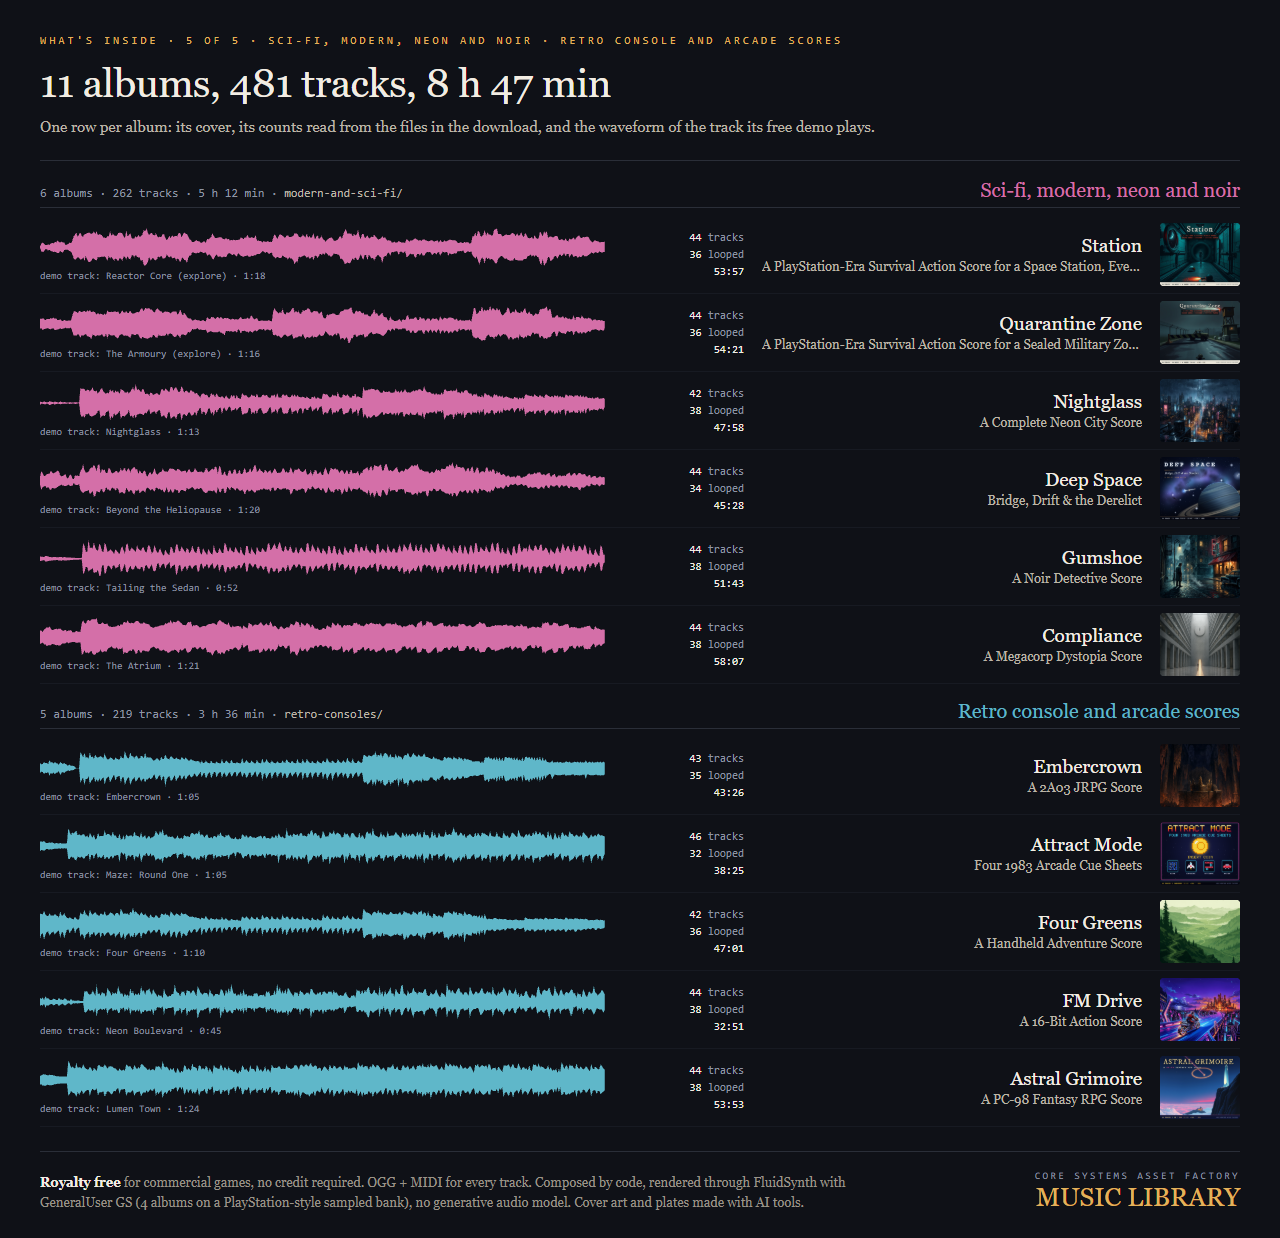 WHAT'S INSIDE · 5 OF 5 · SCI-FI, MODERN, NEON AND NOIR · RETRO CONSOLE AND ARCADE SCORES
11 albums, 481 tracks, 8 h 47 min
One row per album: its cover, its counts read from the files in the download, and the waveform of the track its free demo plays.
6 albums · 262 tracks · 5 h 12 min · modern-and-sci-fi/
Sci-fi, modern, neon and noir
demo track: Reactor Core (explore) · 1:18
44 tracks
36 looped
53:57
Station
A PlayStation-Era Survival Action Score for a Space Station, Eve...
Station
demo track: The Armoury (explore) · 1:16
44 tracks
36 looped
54:21
Quarantine Zone
A PlayStation-Era Survival Action Score for a Sealed Military Zo...
Quarantine Zone
demo track: Nightglass · 1:13
42 tracks
38 looped
47:58
Nightglass
A Complete Neon City Score
demo track: Beyond the Heliopause · 1:20
44 tracks
34 looped
45:28
Deep Space
Bridge, Drift & the Derelict
DEEP SPACE
demo track: Tailing the Sedan · 0:52
44 tracks
38 looped
51:43
Gumshoe
A Noir Detective Score
demo track: The Atrium · 1:21
44 tracks
38 looped
58:07
Compliance
A Megacorp Dystopia Score
5 albums · 219 tracks · 3 h 36 min · retro-consoles/
Retro console and arcade scores
demo track: Embercrown · 1:05
43 tracks
35 looped
43:26
Embercrown
A 2A03 JRPG Score
demo track: Maze: Round One · 1:05
46 tracks
32 looped
38:25
Attract Mode
Four 1983 Arcade Cue Sheets
ATTRACT MODE
FOUR 1983 ARCADE CUE SHEETS
demo track: Four Greens · 1:10
42 tracks
36 looped
47:01
Four Greens
A Handheld Adventure Score
demo track: Neon Boulevard · 0:45
44 tracks
38 looped
32:51
FM Drive
A 16-Bit Action Score
demo track: Lumen Town · 1:24
44 tracks
38 looped
53:53
Astral Grimoire
A PC-98 Fantasy RPG Score
ASTRAL GRIMOIRE
Royalty free for commercial games, no credit required. OGG + MIDI for every track. Composed by code, rendered through FluidSynth with
GeneralUser GS (4 albums on a PlayStation-style sampled bank), no generative audio model. Cover art and plates made with AI tools.
CORE SYSTEMS ASSET FACTORY
MUSIC LIBRARY